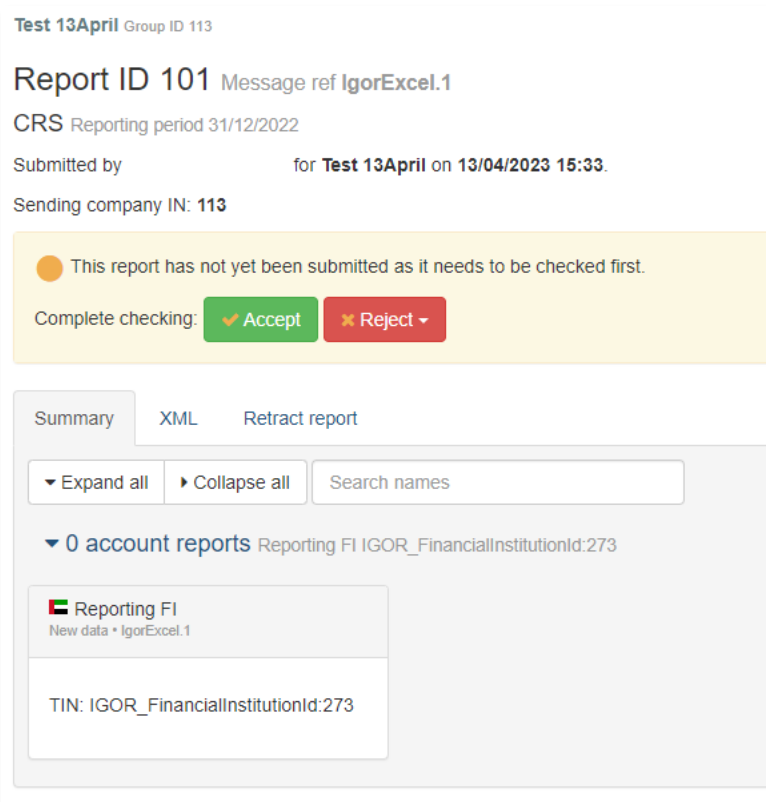 Test 13April Group ID 113
Report ID 101 Message ref IgorExcel.1
CRS Reporting period 31/12/2022
Submitted by for Test 13April on 13/04/2023 15:33.
Sending company IN: 113
This report has not yet been submitted as it needs to be checked first.
Complete checking: Accept Reject
Summary XML Retract report
Expand all Collapse all Search names
0 account reports Reporting FI IGOR_FinancialInstitutionId:273
Reporting FI
New data • IgorExcel.1
TIN: IGOR_FinancialInstitutionId:273